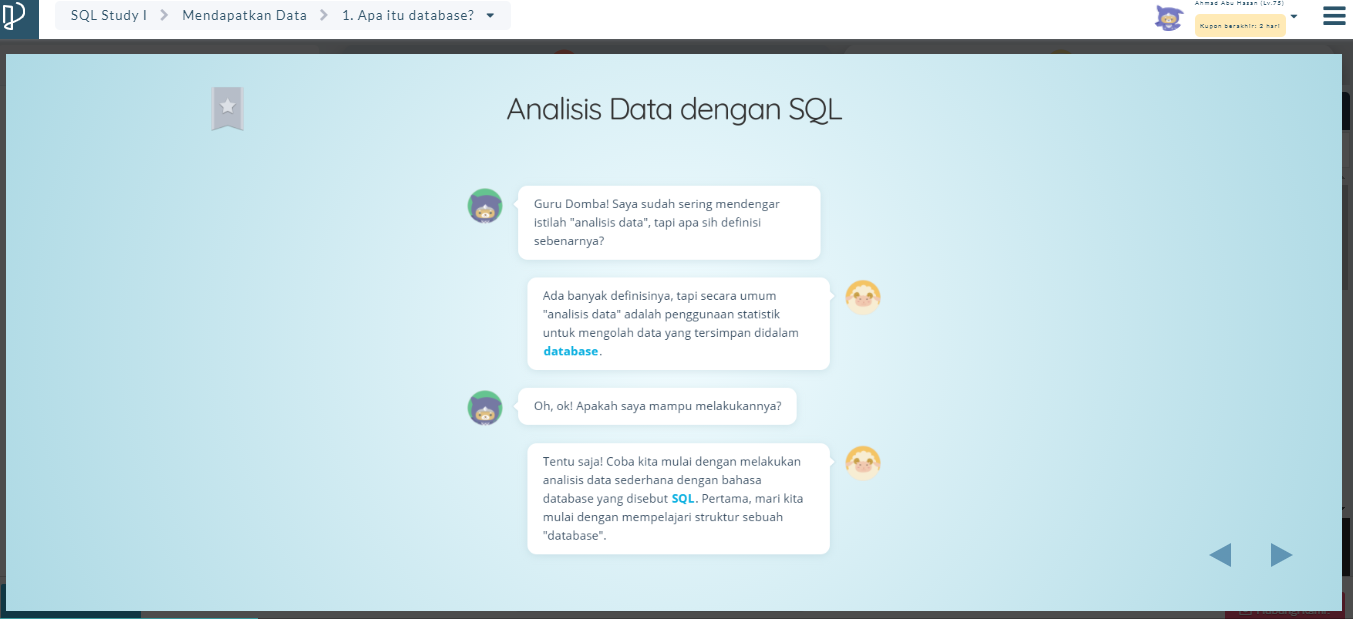 SQL Study I
Mendapatkan Data
1. Apa itu database?
Ahmad Abu Hasan (Lv.75)
Kupon berakhir: 2 hari
Analisis Data dengan SQL
Guru Domba! Saya sudah sering mendengar
istilah "analisis data", tapi apa sih definisi
sebenarnya?
Ada banyak definisinya, tapi secara umum
"analisis data" adalah penggunaan statistik
untuk mengolah data yang tersimpan didalam
database.
Oh, ok! Apakah saya mampu melakukannya?
Tentu saja! Coba kita mulai dengan melakukan
analisis data sederhana dengan bahasa
database yang disebut SQL. Pertama, mari kita
mulai dengan mempelajari struktur sebuah
"database".